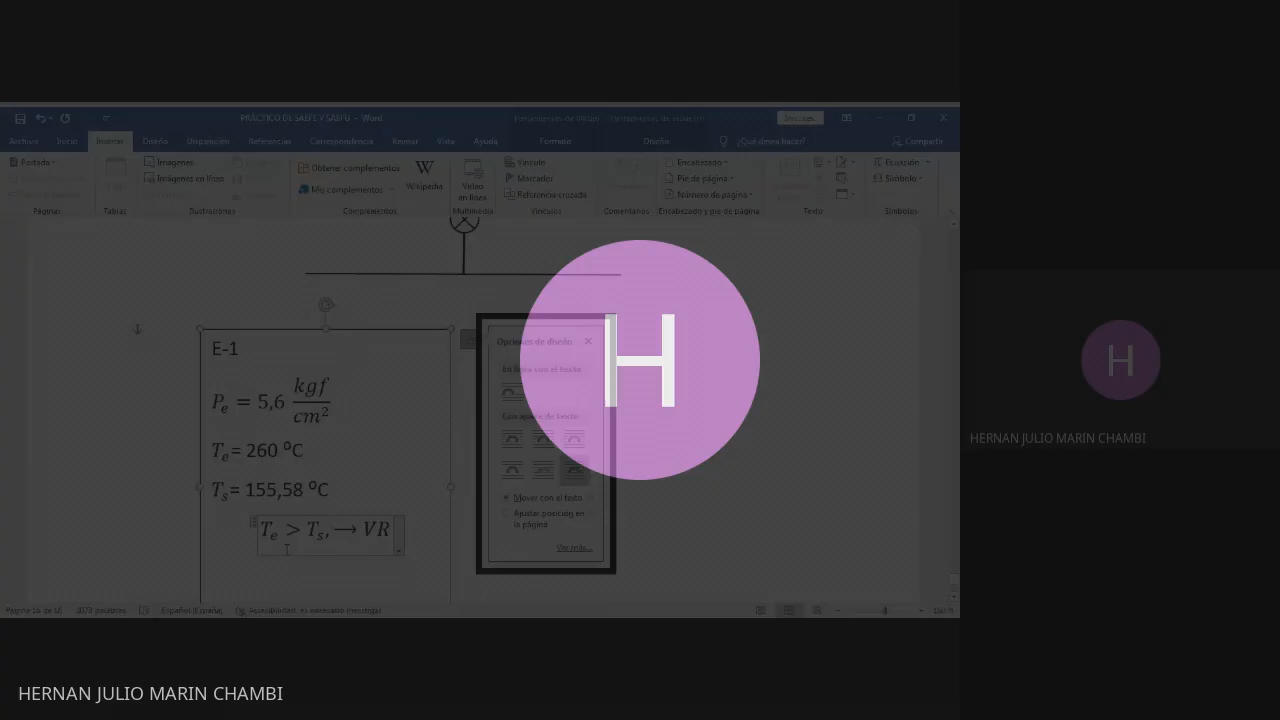 PRÁCTICO DE SAEFE Y SAEFU - Word
Archivo Inicio Insertar Diseño Disposición Referencias Correspondencia Revisar Vista Ayuda Formato Diseño ¿Qué desea hacer? Compartir
Portada
Páginas
Tablas
Imágenes
Imágenes en línea
Ilustraciones
Obtener complementos
Mis complementos
Wikipedia
Complementos
Vídeo
en línea
Multimedia
Vínculo
Marcador
Referencia cruzada
Vínculos
Comentarios
Encabezado
Pie de página
Número de página
Encabezado y pie de página
Texto
Ecuación
Símbolo
Símbolos
E-1
Pₑ = 5,6 kgf/cm²
Tₑ= 260 ºC
Tₛ= 155,58 ºC
Tₑ > Tₛ, → VR
Opciones de diseño
En línea con el texto
Con ajuste de texto
Mover con el texto
Ajustar posición en
la página
Ver más...
Español (España)
H
H
HERNAN JULIO MARIN CHAMBI
HERNAN JULIO MARIN CHAMBI